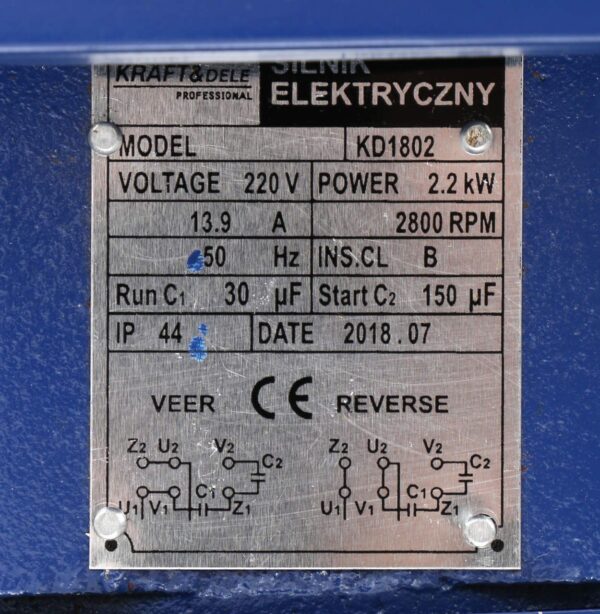 KRAFT&DELE SILNIK
PROFESSIONAL ELEKTRYCZNY
MODEL KD1802
VOLTAGE 220 V POWER 2.2 kW
13.9 A 2800 RPM
50 Hz INS.CL B
Run C1 30 µF Start C2 150 µF
IP 44 DATE 2018.07
VEER CE REVERSE
Z2 U2 V2 C2 Z2 U2 V2 C2
U1 V1 C1 Z1 U1 V1 C1 Z1